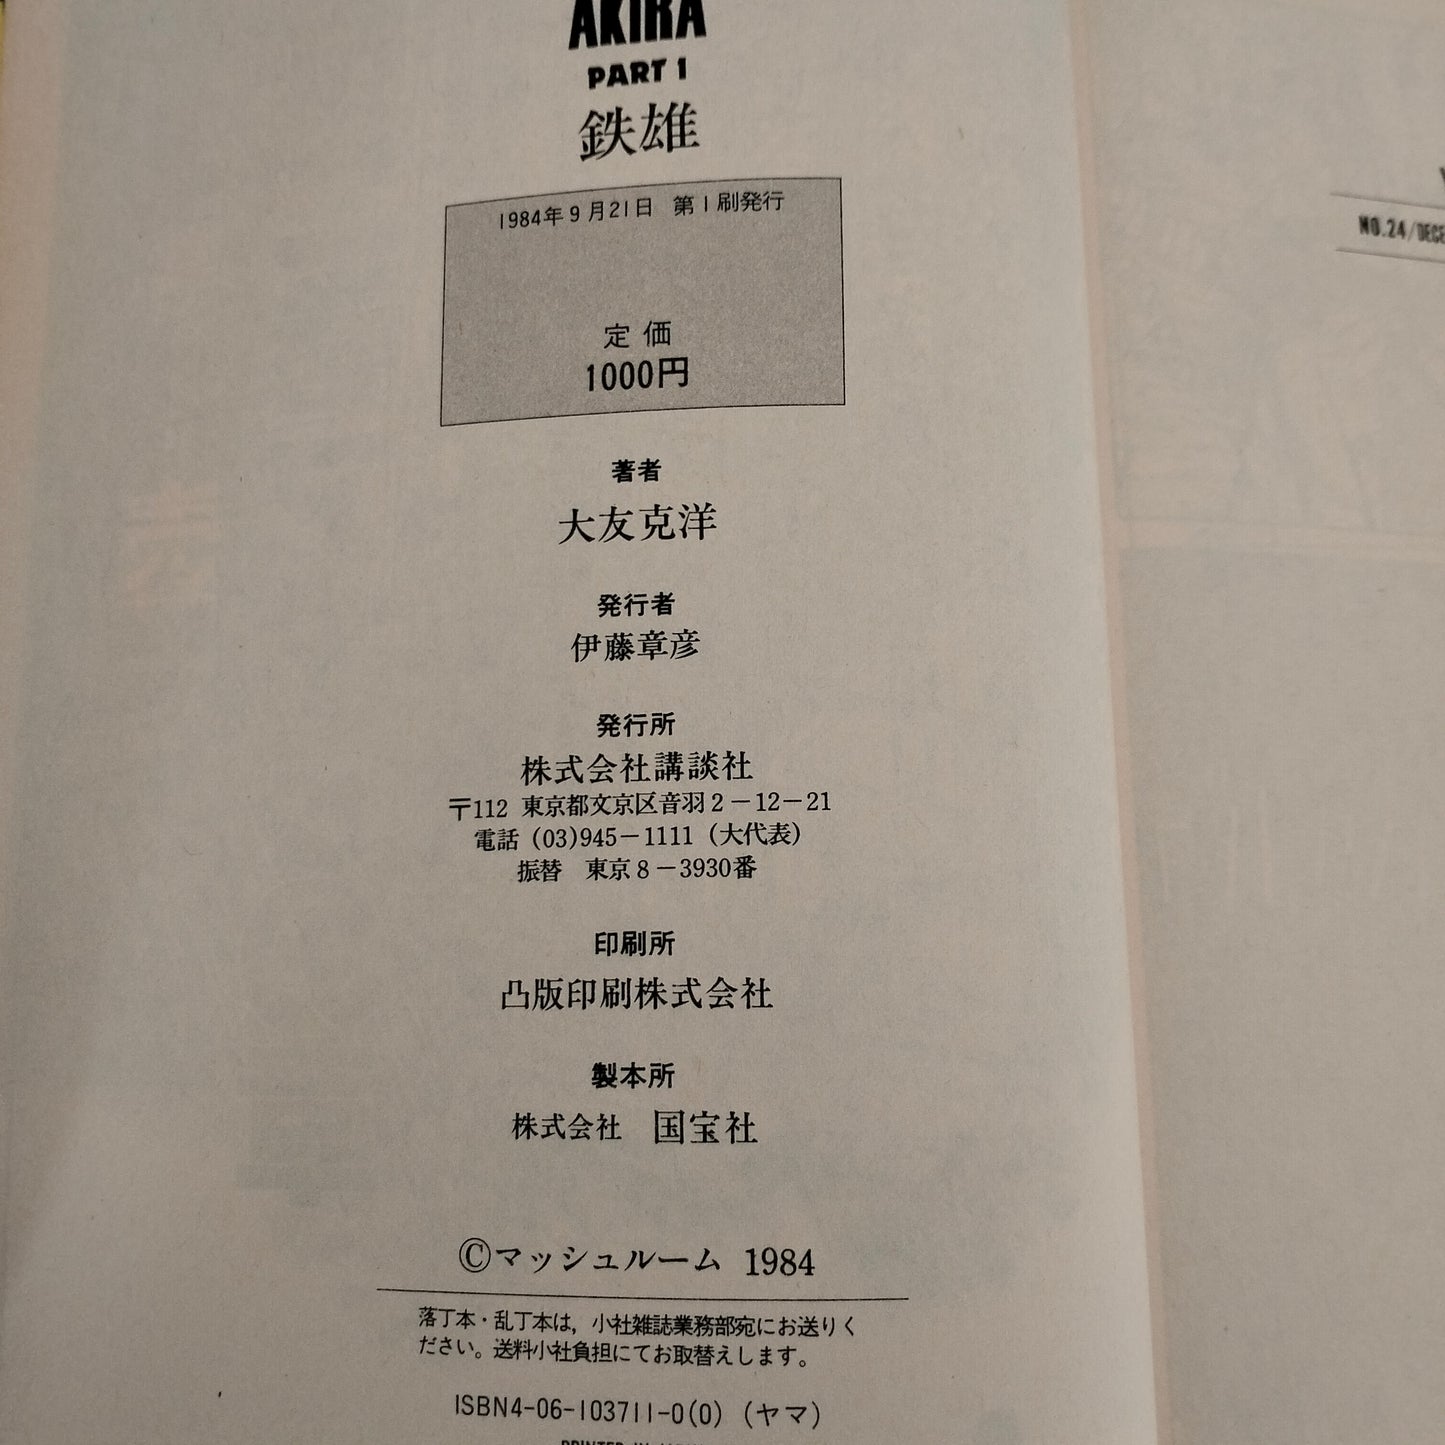 AKIRA
PART 1
鉄雄
1984年9月21日 第1刷発行
定価
1000円
著者
大友克洋
発行者
伊藤章彦
発行所
株式会社講談社
〒112 東京都文京区音羽2-12-21
電話 (03)945-1111 (大代表)
振替 東京8-3930番
印刷所
凸版印刷株式会社
製本所
株式会社 国宝社
©マッシュルーム 1984
落丁本・乱丁本は,小社雑誌業務部宛にお送りく
ださい。送料小社負担にてお取替えします。
ISBN4-06-103711-0(0) (ヤマ)
PRINTED IN
NO.24/DECE